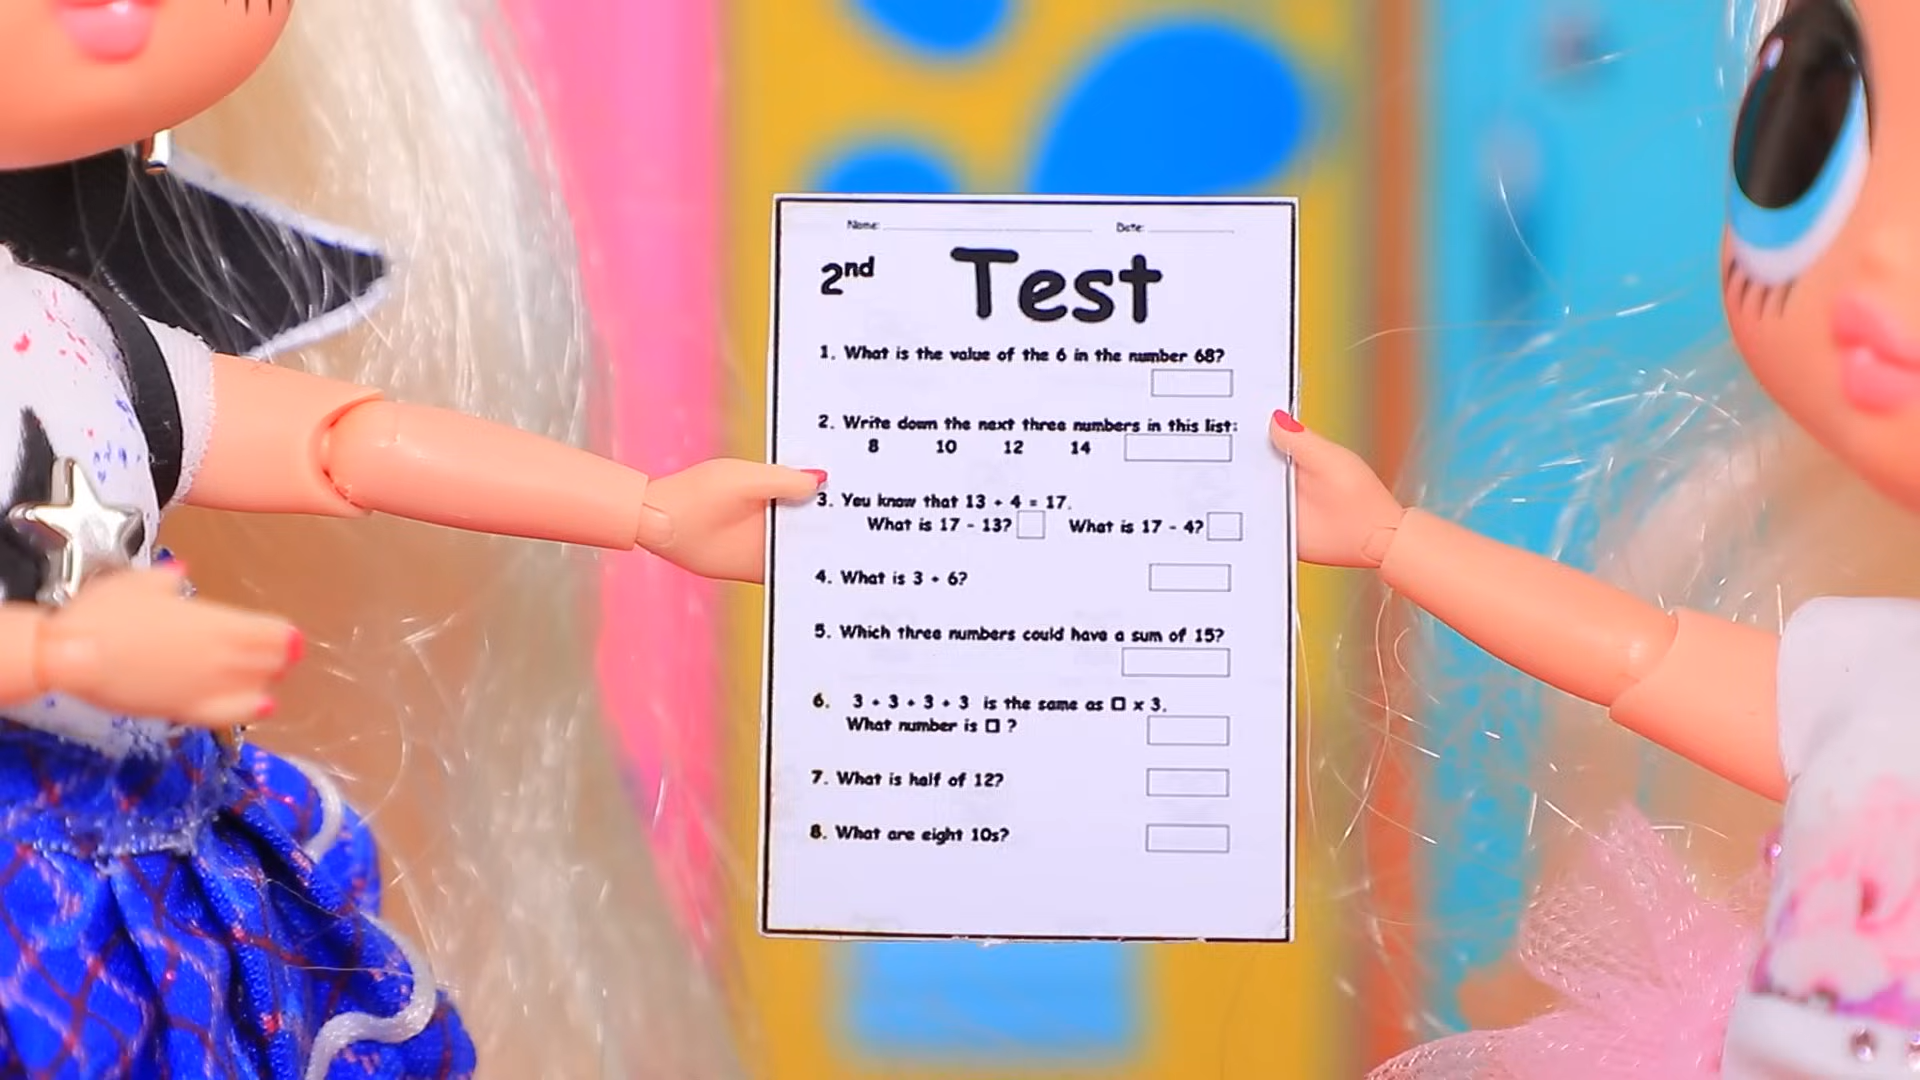 Name: Date:
2nd Test
1. What is the value of the 6 in the number 68?
2. Write down the next three numbers in this list:
8 10 12 14
3. You know that 13 + 4 = 17.
What is 17 - 13? What is 17 - 4?
4. What is 3 + 6?
5. Which three numbers could have a sum of 15?
6. 3 + 3 + 3 + 3 is the same as □ x 3.
What number is □ ?
7. What is half of 12?
8. What are eight 10s?